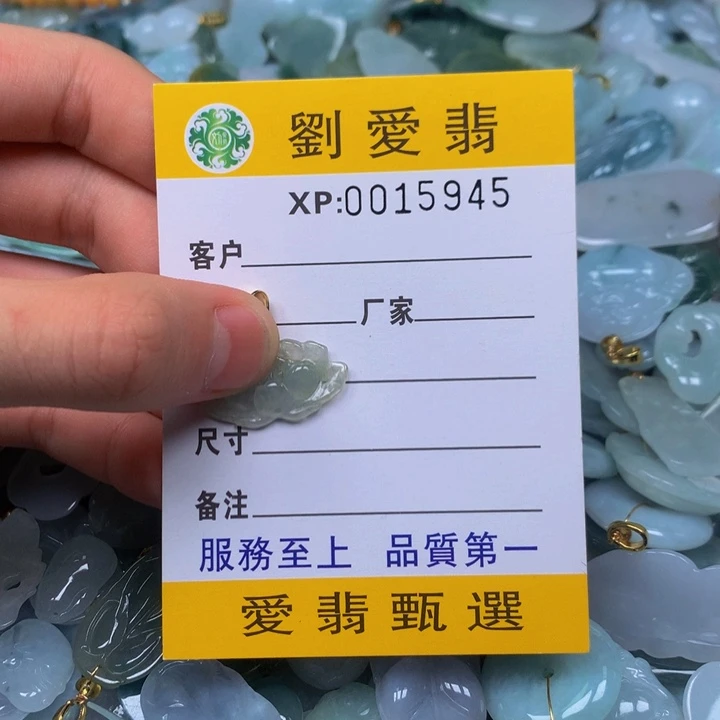 劉愛翡
XP:0015945
客户
厂家
尺寸
备注
服務至上 品質第一
愛翡甄選